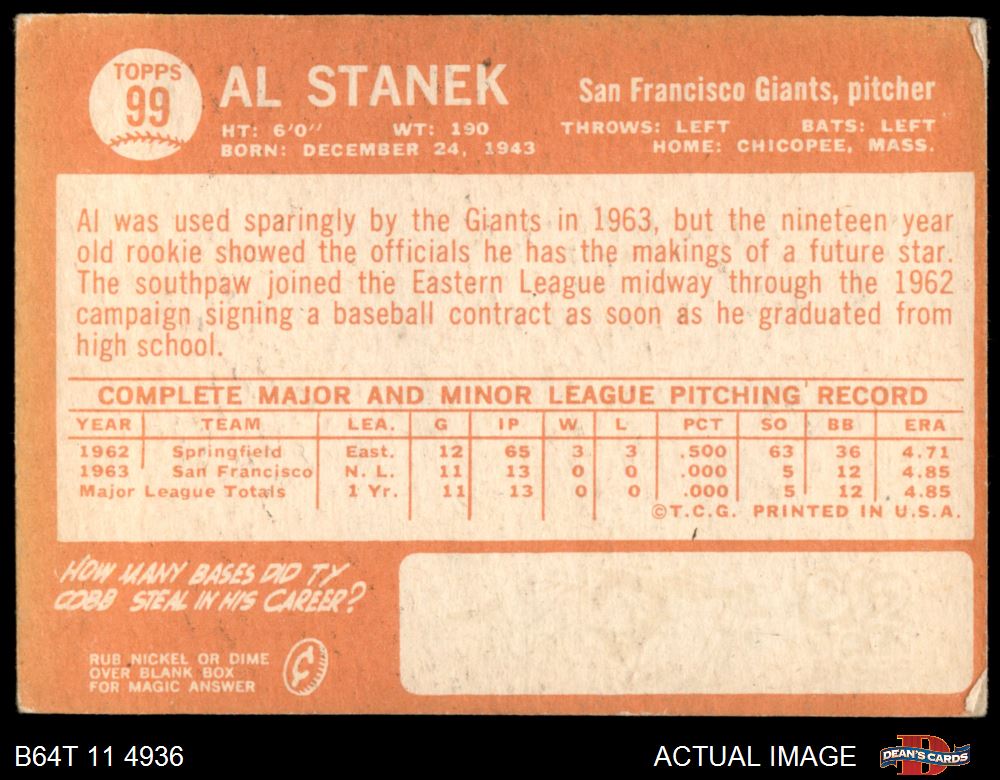 TOPPS
99
AL STANEK
San Francisco Giants, pitcher
HT: 6'0" WT: 190
THROWS: LEFT BATS: LEFT
BORN: DECEMBER 24, 1943
HOME: CHICOPEE, MASS.
Al was used sparingly by the Giants in 1963, but the nineteen year
old rookie showed the officials he has the makings of a future star.
The southpaw joined the Eastern League midway through the 1962
campaign signing a baseball contract as soon as he graduated from
high school.
COMPLETE MAJOR AND MINOR LEAGUE PITCHING RECORD
YEAR TEAM LEA. G IP W L PCT SO BB ERA
1962 Springfield East. 12 65 3 3 .500 63 36 4.71
1963 San Francisco N. L. 11 13 0 0 .000 5 12 4.85
Major League Totals 1 Yr. 11 13 0 0 .000 5 12 4.85
©T.C.G. PRINTED IN U.S.A.
HOW MANY BASES DID TY
COBB STEAL IN HIS CAREER?
RUB NICKEL OR DIME
OVER BLANK BOX
FOR MAGIC ANSWER
¢
B64T 11 4936
ACTUAL IMAGE
D
DEAN'S CARDS